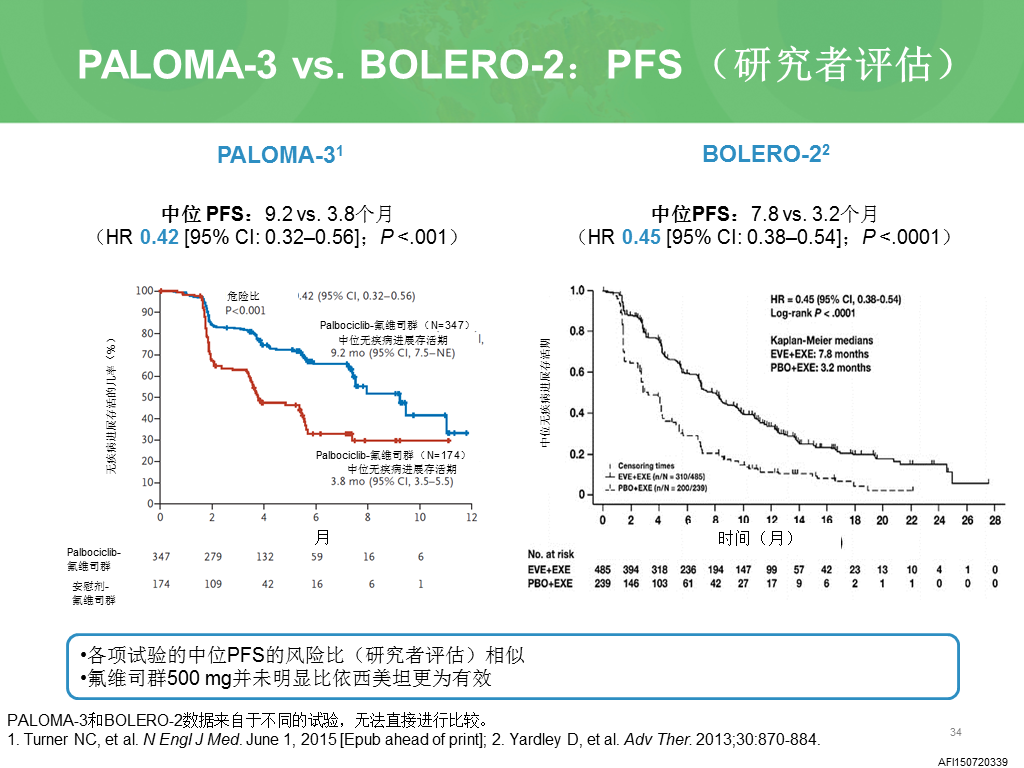 PALOMA-3 vs. BOLERO-2：PFS（研究者评估）
PALOMA-3¹
中位 PFS：9.2 vs. 3.8个月
（HR 0.42 [95% CI: 0.32–0.56]；P <.001）
100
90
80
70
60
50
40
30
20
10
0
无疾病进展存活的几率（%）
危险比 0.42 (95% CI, 0.32–0.56)
P<0.001
Palbociclib-氟维司群（N=347）
中位无疾病进展存活期
9.2 mo (95% CI, 7.5–NE)
Palbociclib-氟维司群（N=174）
中位无疾病进展存活期
3.8 mo (95% CI, 3.5–5.5)
0 2 4 6 8 10 12
月
Palbociclib-
氟维司群
347 279 132 59 16 6
安慰剂-
氟维司群
174 109 42 16 6 1
BOLERO-2²
中位PFS：7.8 vs. 3.2个月
（HR 0.45 [95% CI: 0.38–0.54]；P <.0001）
1.0
0.8
0.6
0.4
0.2
0
中位无疾病进展存活期
HR = 0.45 (95% CI, 0.38-0.54)
Log-rank P < .0001
Kaplan-Meier medians
EVE+EXE: 7.8 months
PBO+EXE: 3.2 months
Censoring times
EVE+EXE (n/N = 310/485)
PBO+EXE (n/N = 200/239)
0 2 4 6 8 10 12 14 16 18 20 22 24 26 28
时间（月）
No. at risk
EVE+EXE 485 394 318 236 194 147 99 57 42 23 13 10 4 1 0
PBO+EXE 239 146 103 61 42 27 17 9 6 2 1 1 0 0 0
•各项试验的中位PFS的风险比（研究者评估）相似
•氟维司群500 mg并未明显比依西美坦更为有效
PALOMA-3和BOLERO-2数据来自于不同的试验，无法直接进行比较。
1. Turner NC, et al. N Engl J Med. June 1, 2015 [Epub ahead of print]; 2. Yardley D, et al. Adv Ther. 2013;30:870-884.
34
AFI150720339